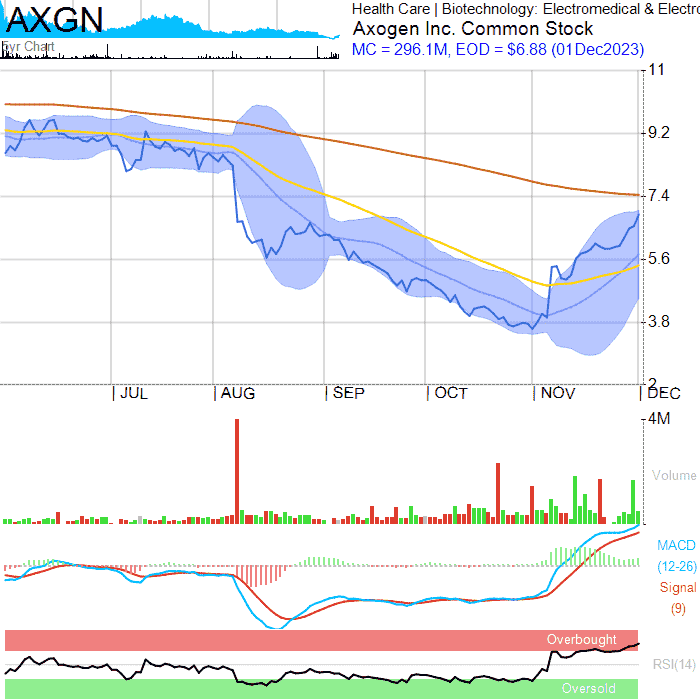 AXGN
5yr Chart
Health Care | Biotechnology: Electromedical & Electro
Axogen Inc. Common Stock
MC = 296.1M, EOD = $6.88 (01Dec2023)
11
9.2
7.4
5.6
3.8
2
JUL
AUG
SEP
OCT
NOV
DEC
4M
Volume
MACD
(12-26)
Signal
(9)
Overbought
RSI(14)
Oversold